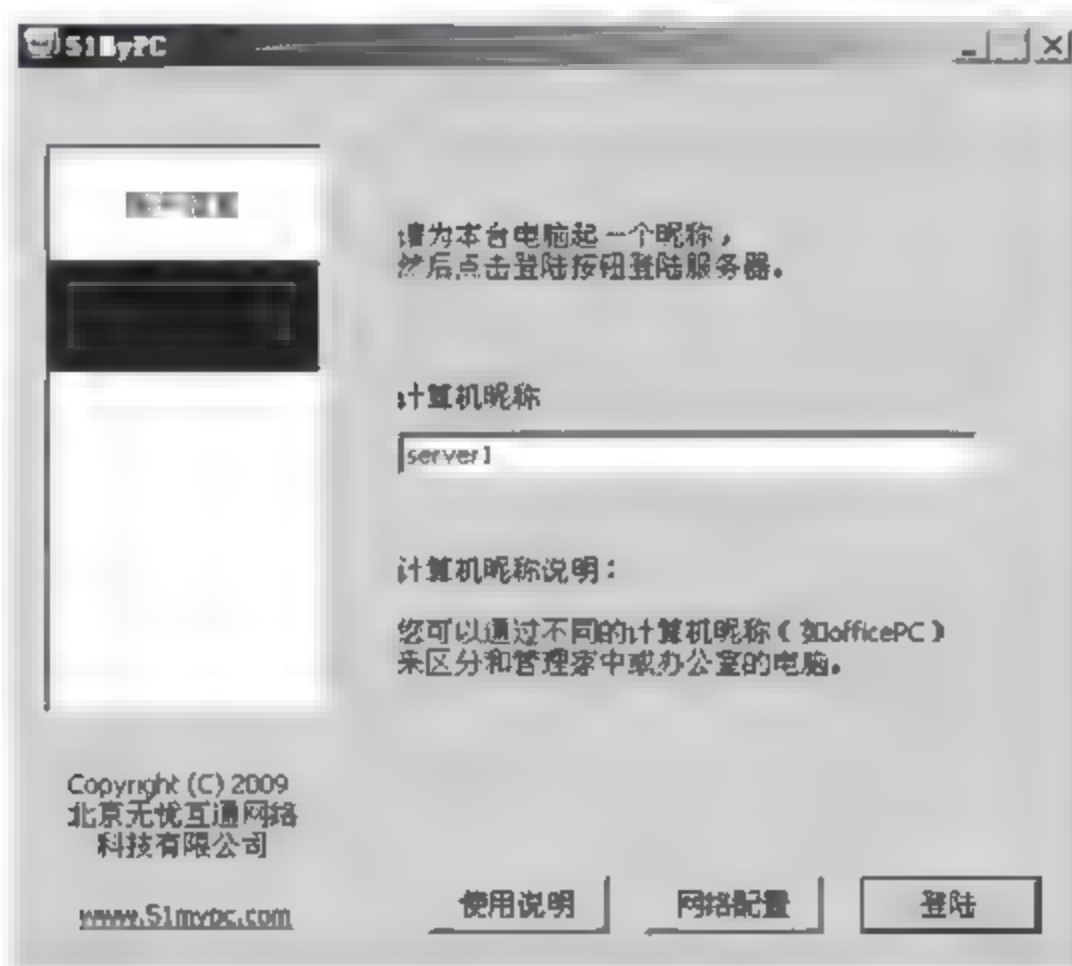 51MyPC
请为本台电脑起一个昵称，
然后点击登陆按钮登陆服务器。
计算机昵称
server1
计算机昵称说明：
您可以通过不同的计算机昵称（如officePC）
来区分和管理家中或办公室的电脑。
Copyright (C) 2009
北京无忧互通网络
科技有限公司
www.51mypc.com
使用说明
网络配置
登陆